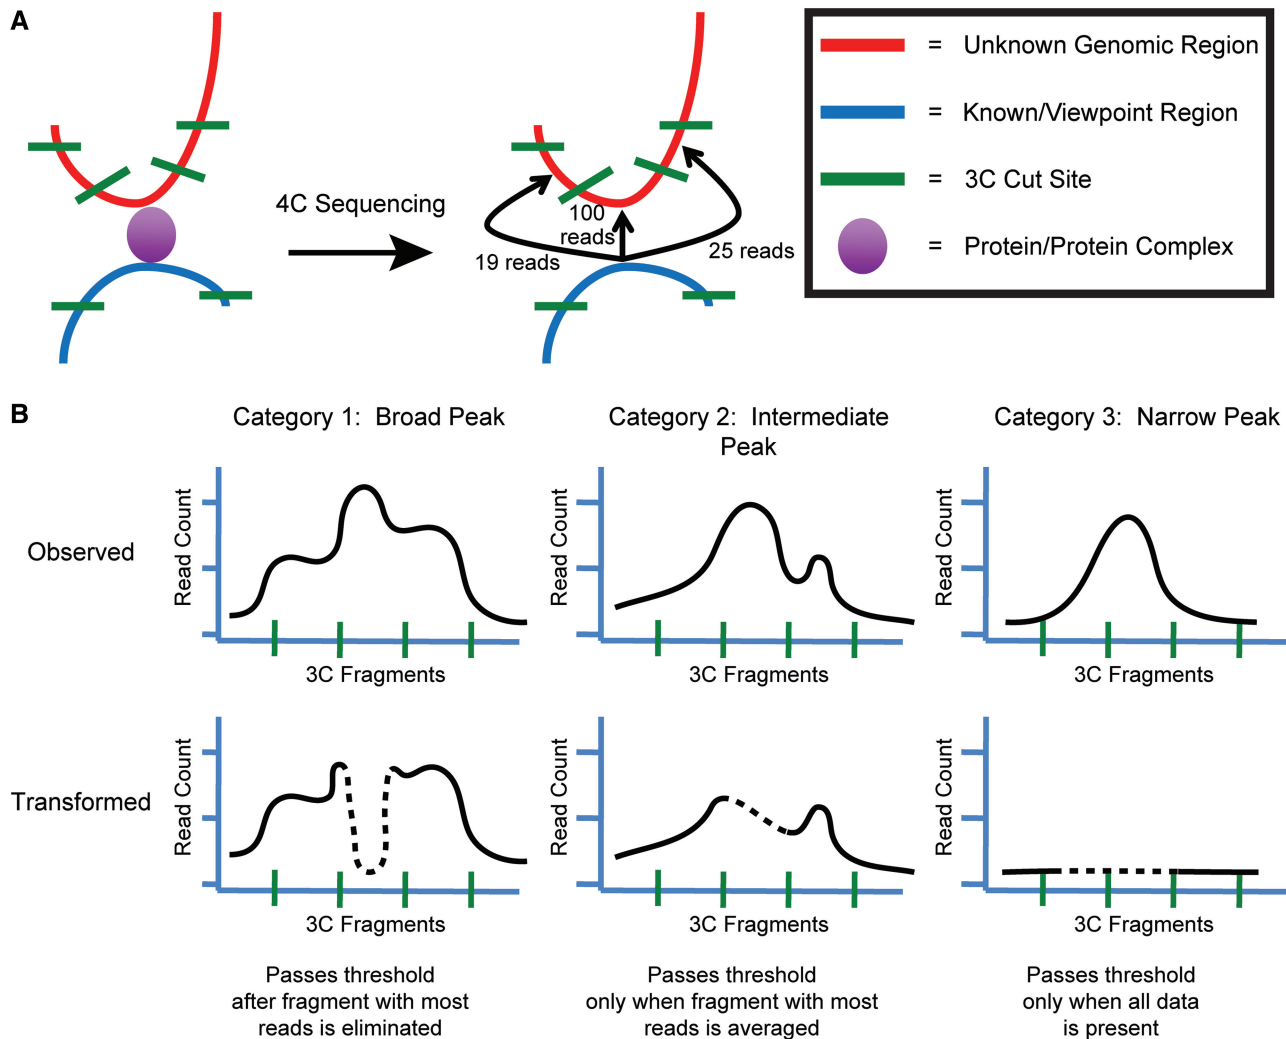 A
4C Sequencing
100
reads
19 reads
25 reads
= Unknown Genomic Region
= Known/Viewpoint Region
= 3C Cut Site
= Protein/Protein Complex
B
Category 1: Broad Peak
Category 2: Intermediate
Peak
Category 3: Narrow Peak
Observed
Read Count
3C Fragments
Read Count
3C Fragments
Read Count
3C Fragments
Transformed
Read Count
3C Fragments
Read Count
3C Fragments
Read Count
3C Fragments
Passes threshold
after fragment with most
reads is eliminated
Passes threshold
only when fragment with most
reads is averaged
Passes threshold
only when all data
is present